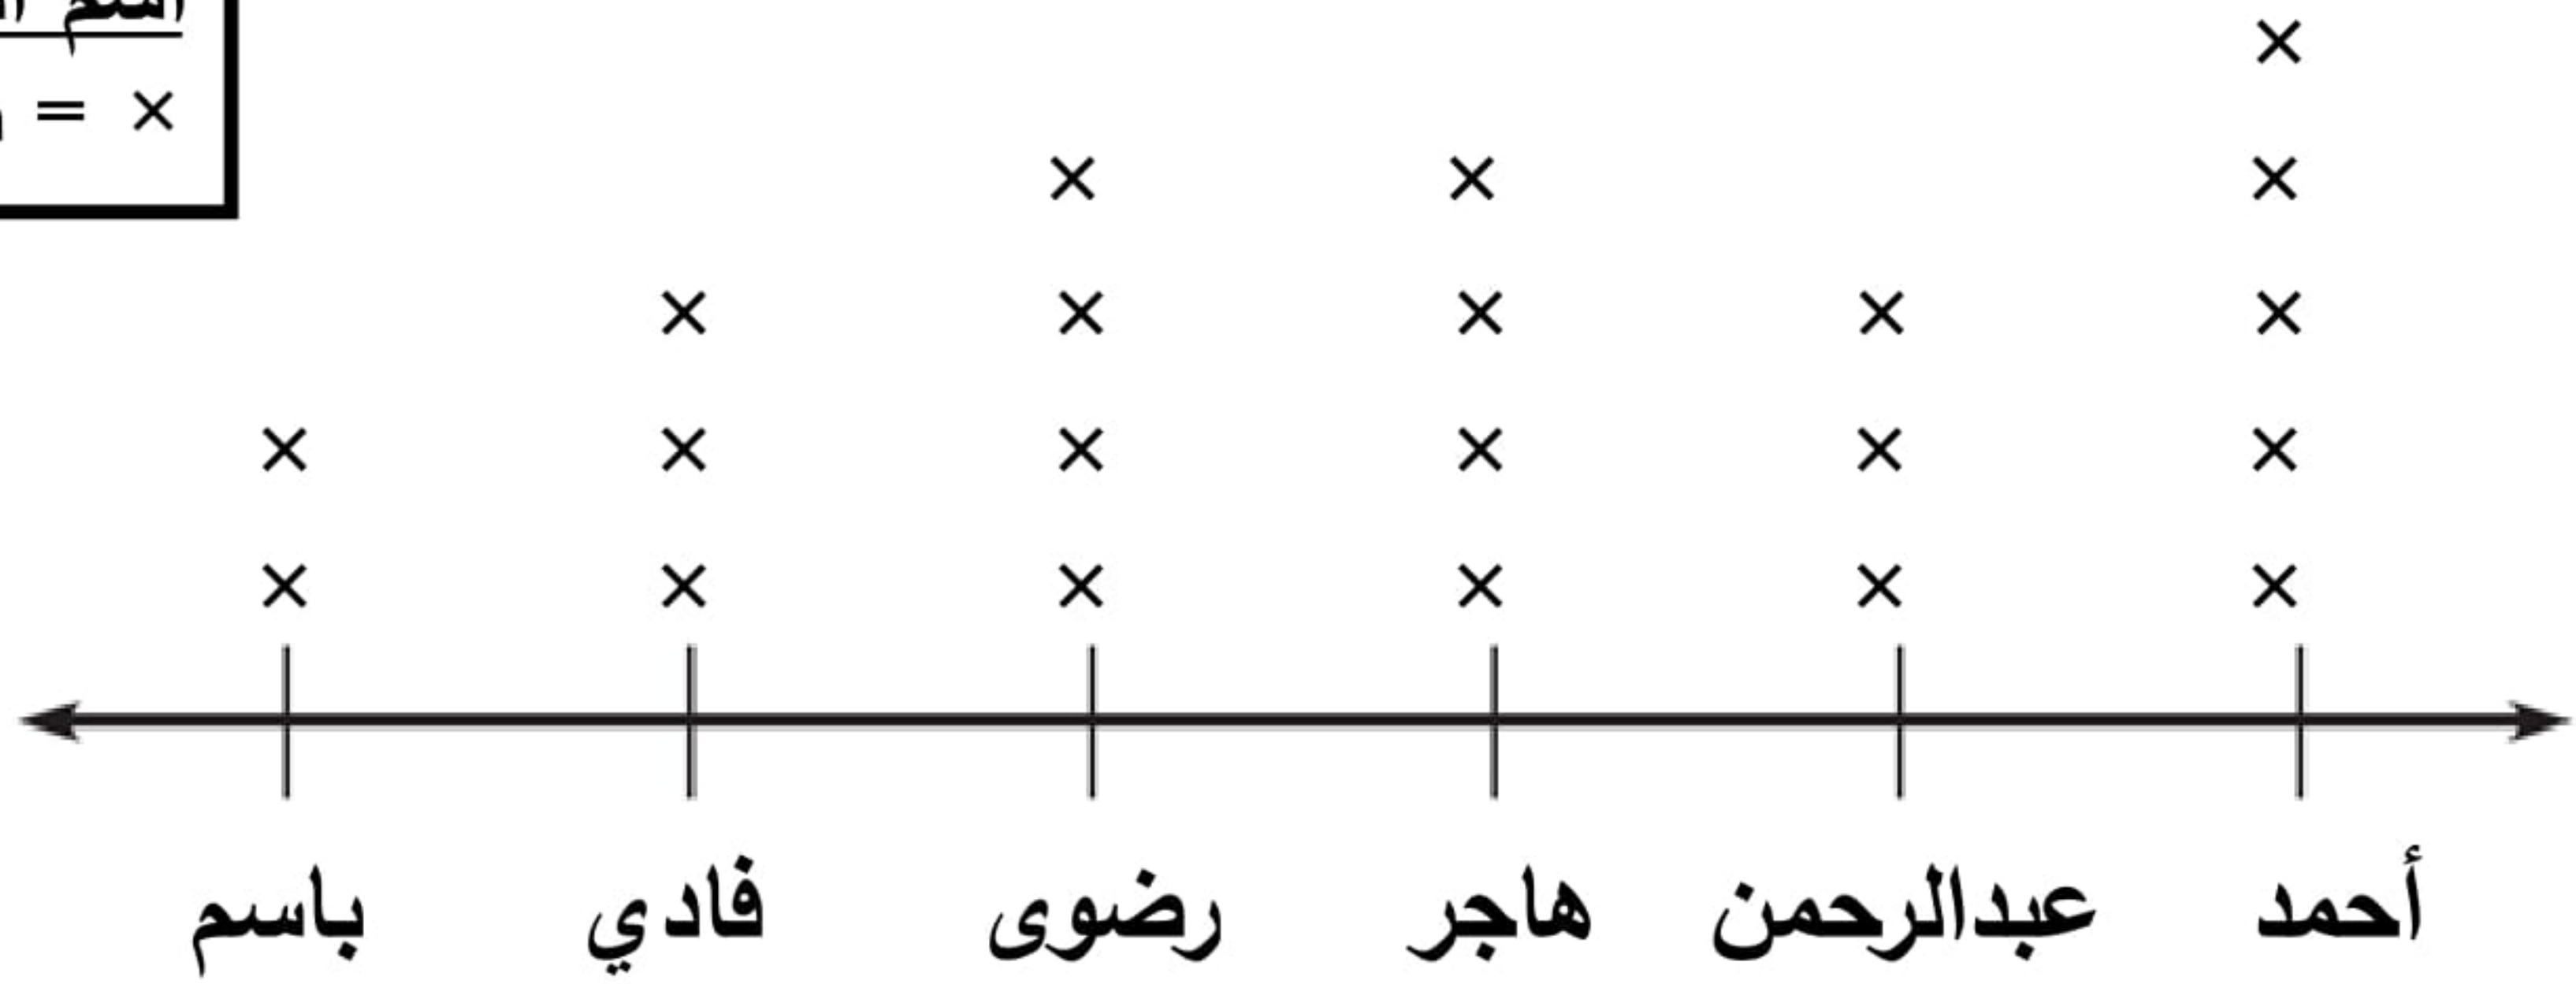 × =
أحمد عبدالرحمن هاجر رضوى فادي باسم